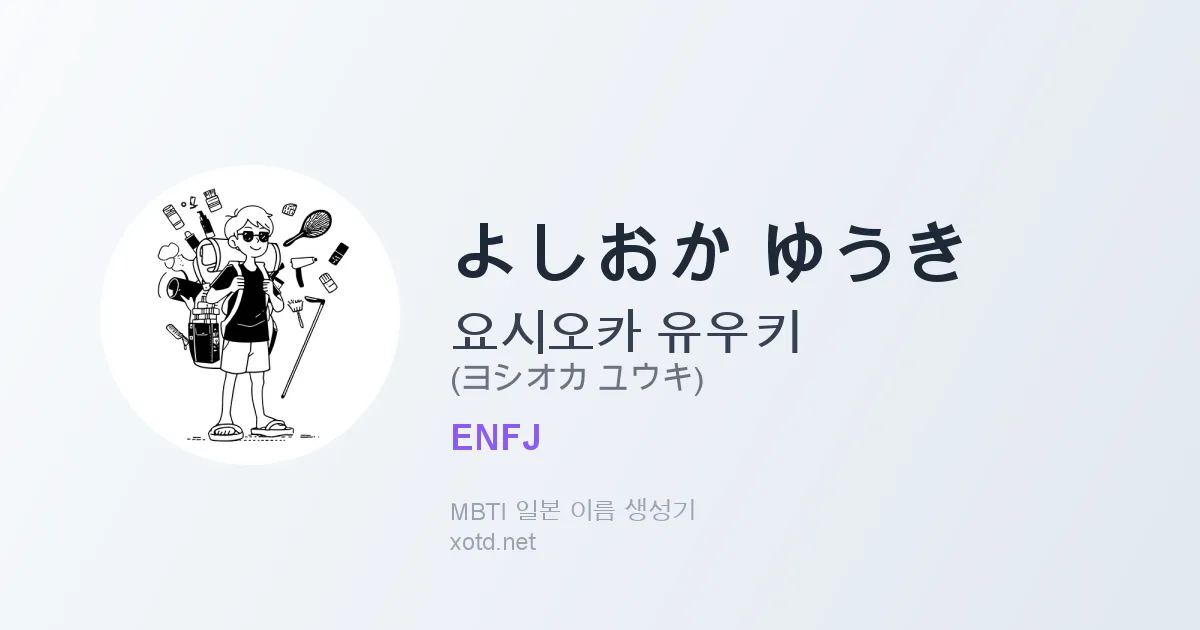 よしおか ゆうき
요시오카 유우키
(ヨシオカ ユウキ)
ENFJ
MBTI 일본 이름 생성기
xotd.net